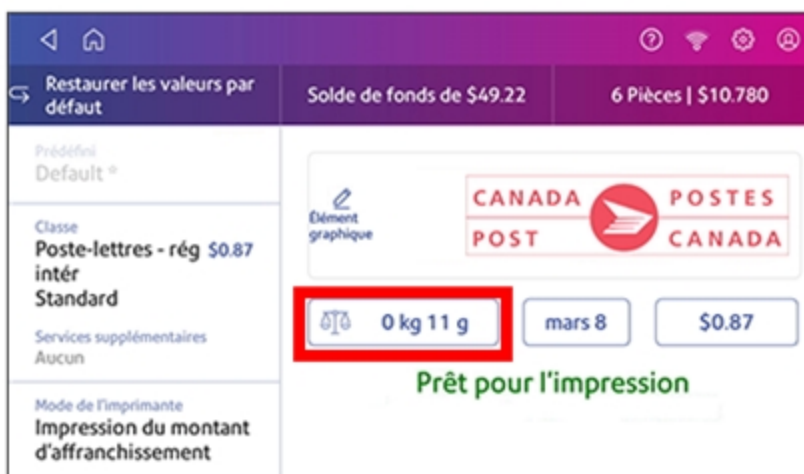 Restaurer les valeurs par
défaut
Solde de fonds de $49.22
6 Pièces | $10.780
Prédéfini
Default *
Classe
Poste-lettres - rég $0.87
intér
Standard
Services supplémentaires
Aucun
Mode de l'imprimante
Impression du montant
d'affranchissement
Élément
graphique
CANADA POSTES
POST CANADA
0 kg 11 g
mars 8
$0.87
Prêt pour l'impression